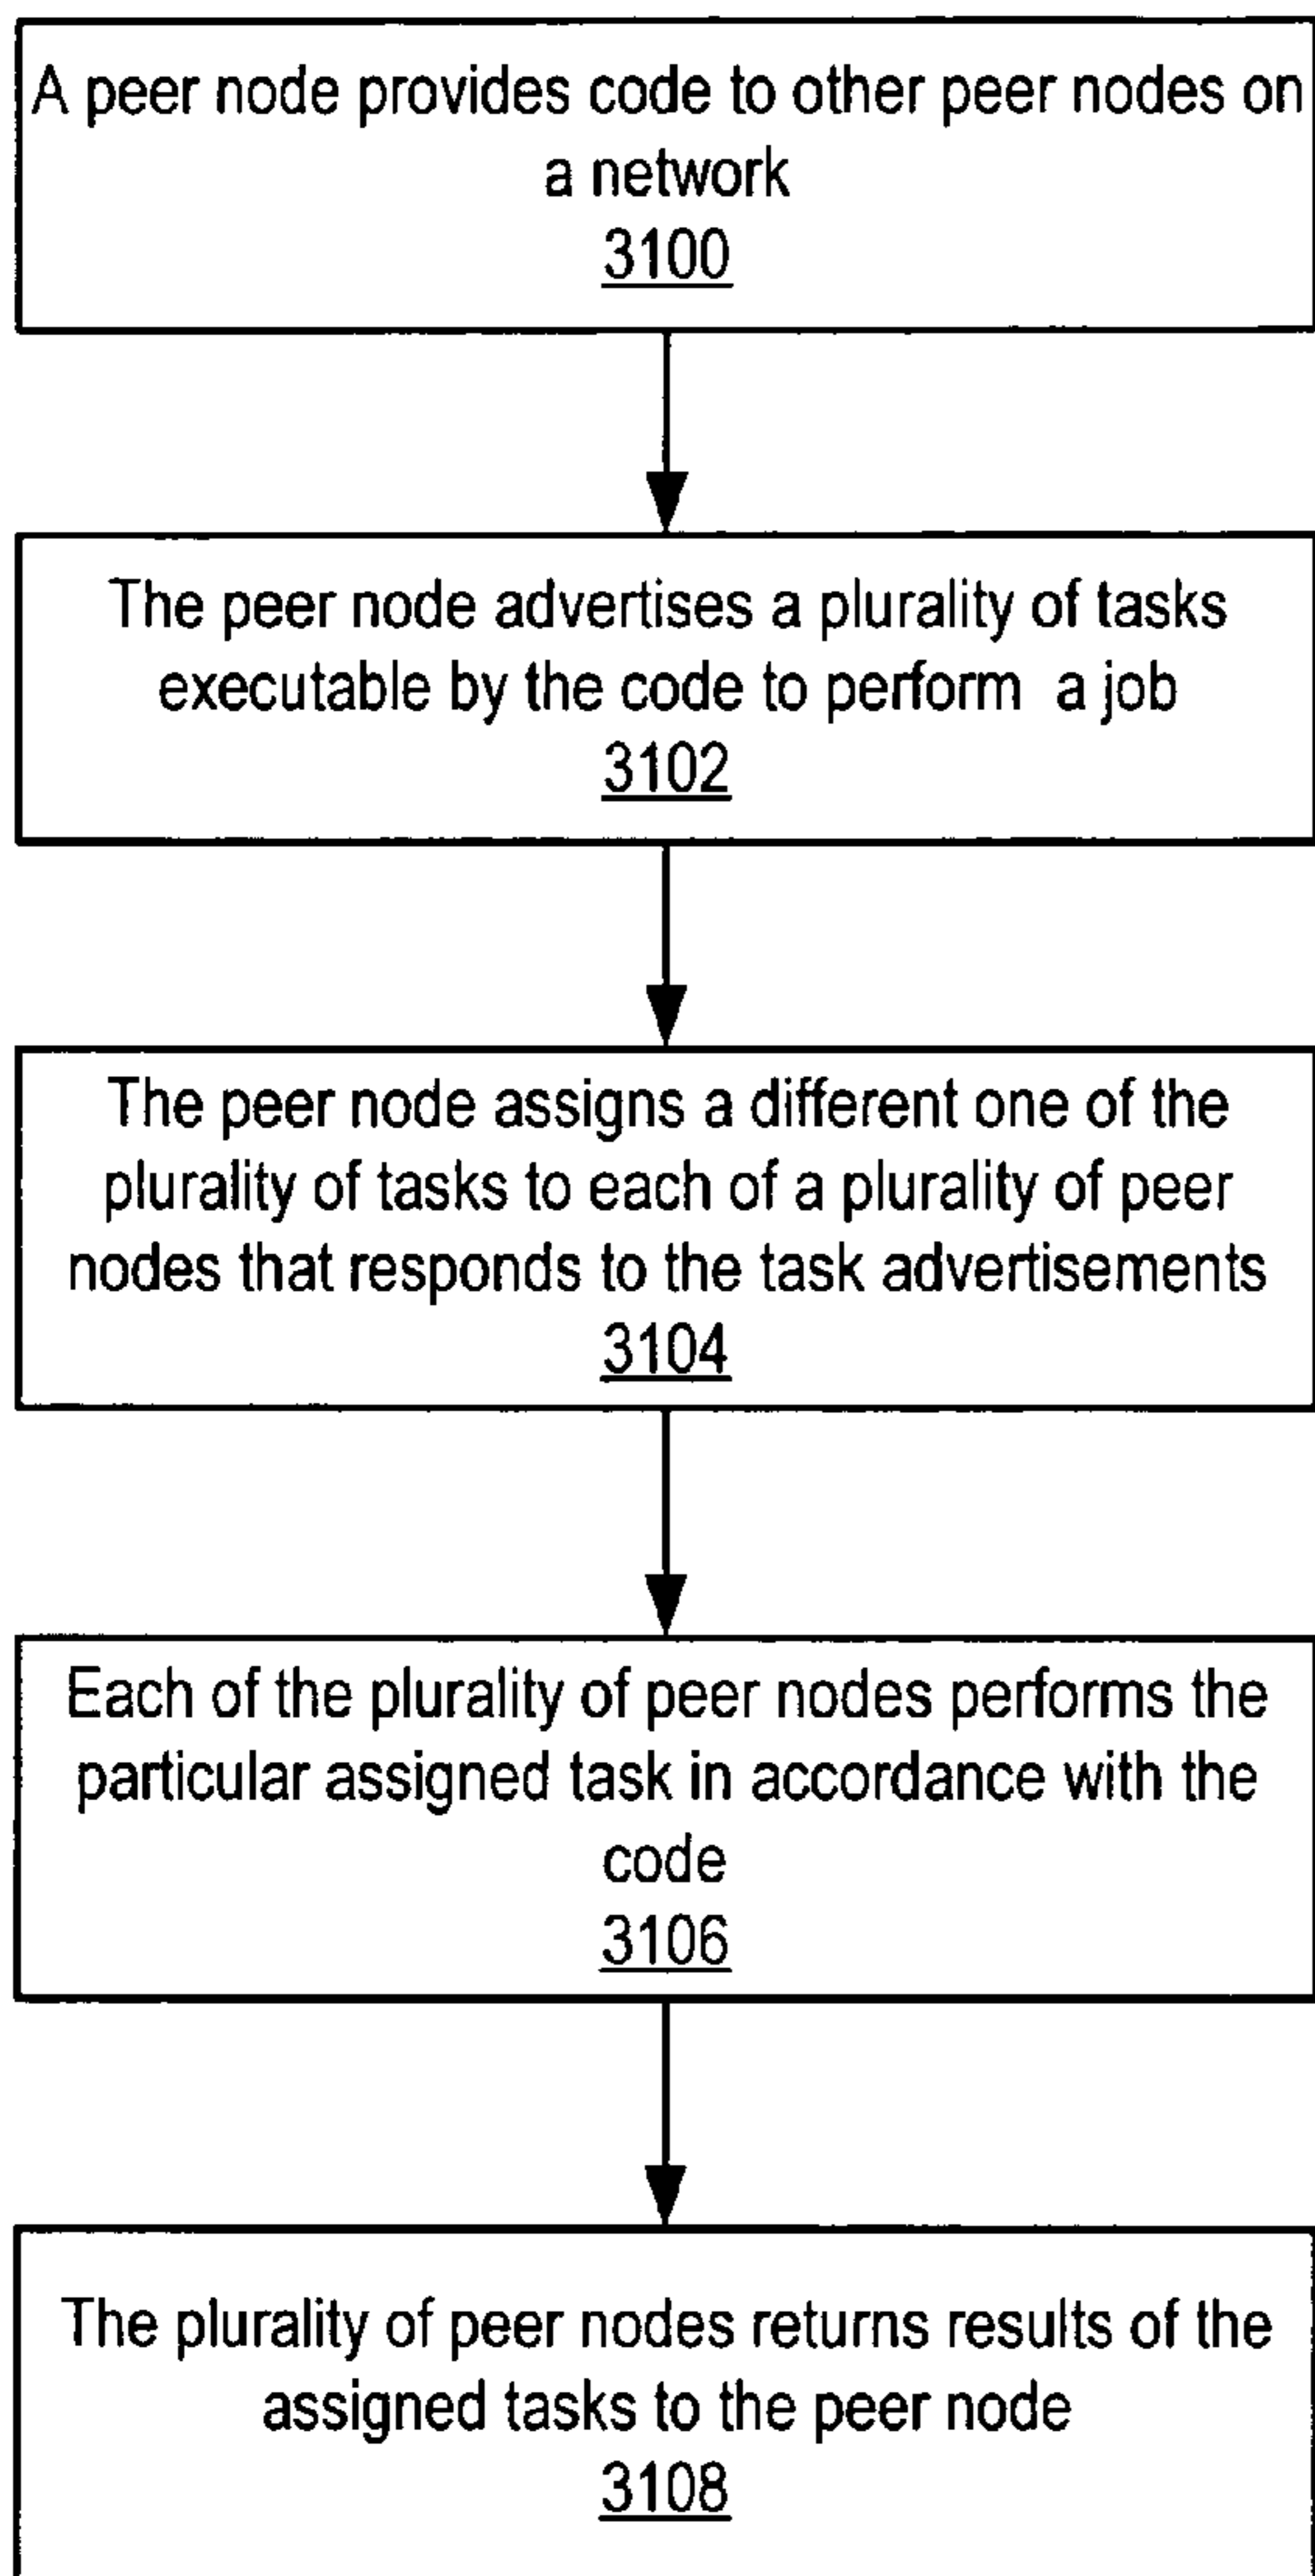 A peer node provides code to other peer nodes on
a network
3100
The peer node advertises a plurality of tasks
executable by the code to perform a job
3102
The peer node assigns a different one of the
plurality of tasks to each of a plurality of peer
nodes that responds to the task advertisements
3104
Each of the plurality of peer nodes performs the
particular assigned task in accordance with the
code
3106
The plurality of peer nodes returns results of the
assigned tasks to the peer node
3108